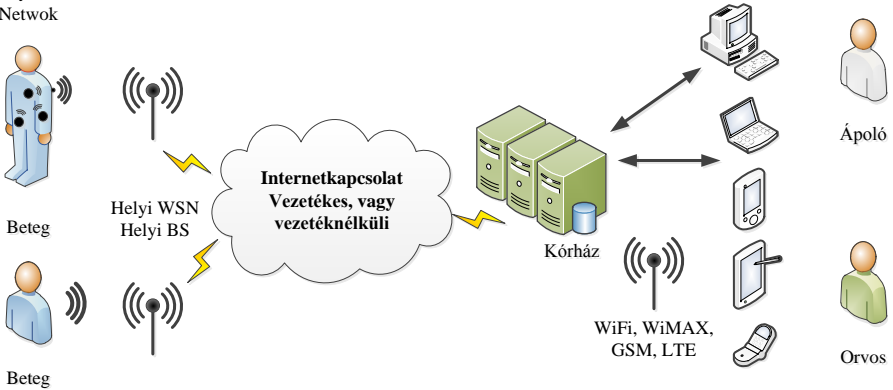 Netwok
Beteg
Helyi WSN
Helyi BS
Beteg
Internetkapcsolat
Vezetékes, vagy
vezetéknélküli
Kórház
WiFi, WiMAX,
GSM, LTE
Ápoló
Orvos